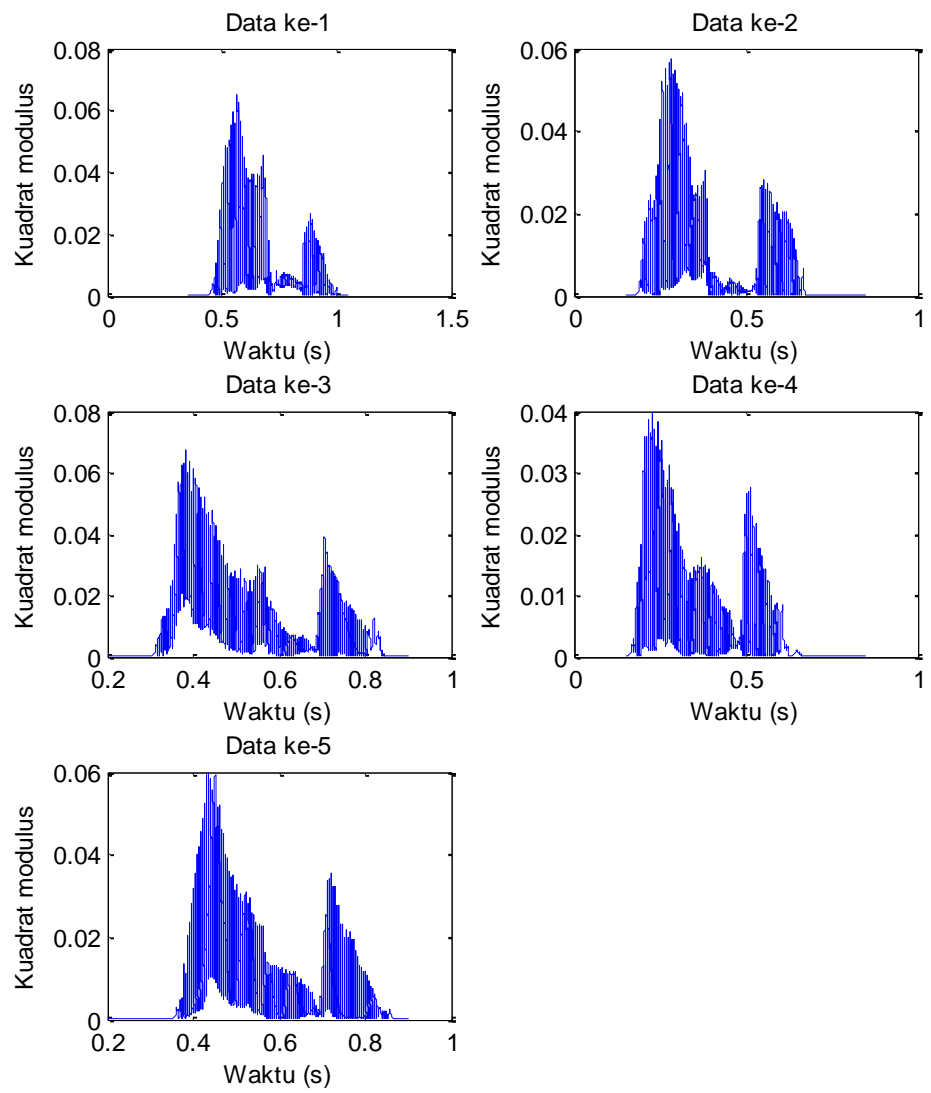 Data ke-1
Kuadrat modulus
0.08
0.06
0.04
0.02
0
0 0.5 1 1.5
Waktu (s)
Data ke-2
Kuadrat modulus
0.06
0.04
0.02
0
0 0.5 1
Waktu (s)
Data ke-3
Kuadrat modulus
0.08
0.06
0.04
0.02
0
0.2 0.4 0.6 0.8 1
Waktu (s)
Data ke-4
Kuadrat modulus
0.04
0.03
0.02
0.01
0
0 0.5 1
Waktu (s)
Data ke-5
Kuadrat modulus
0.06
0.04
0.02
0
0.2 0.4 0.6 0.8 1
Waktu (s)